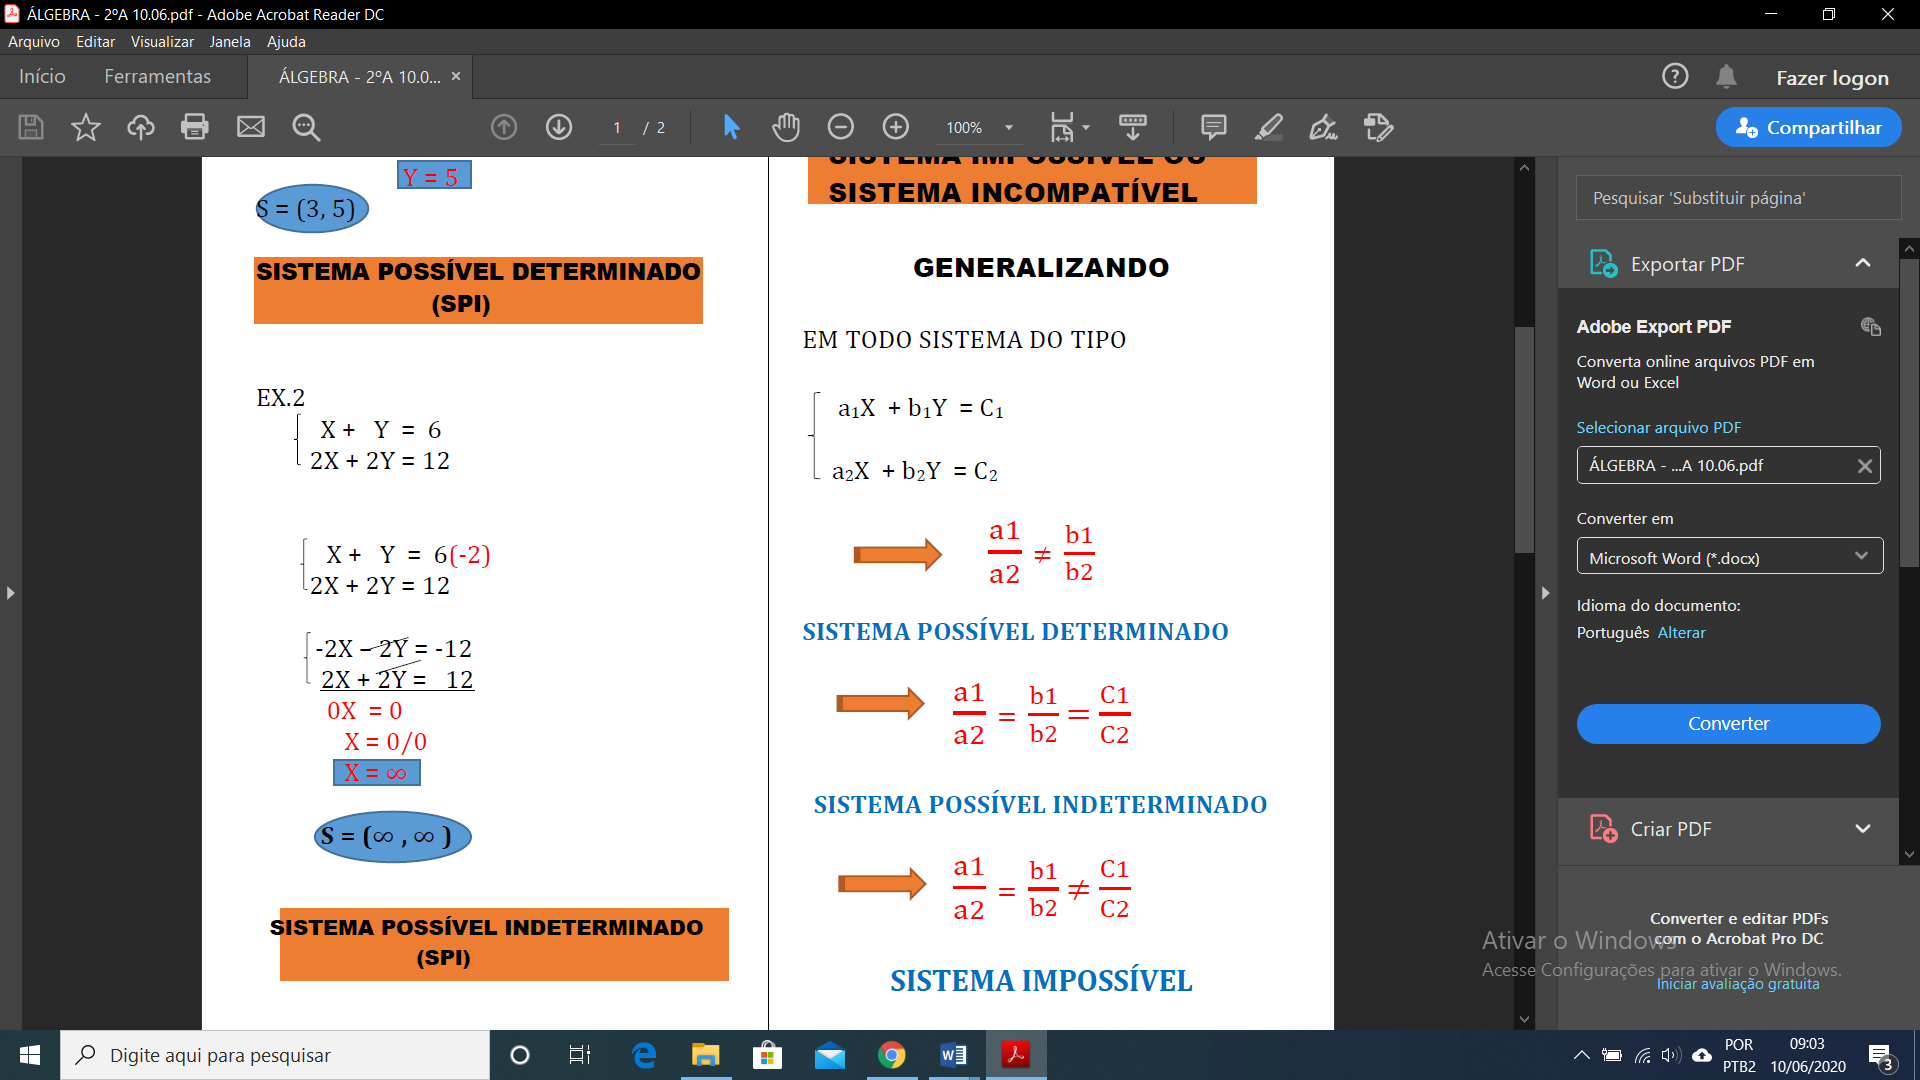 ÁLGEBRA - 2ºA 10.06.pdf - Adobe Acrobat Reader DC
Arquivo Editar Visualizar Janela Ajuda
Início Ferramentas ÁLGEBRA - 2ºA 10.0... ×
Fazer logon
1 / 2
100%
Compartilhar
Y = 5
S = (3, 5)
SISTEMA POSSÍVEL DETERMINADO
(SPI)
EX.2
X + Y = 6
2X + 2Y = 12
X + Y = 6(-2)
2X + 2Y = 12
-2X – 2Y = -12
2X + 2Y = 12
0X = 0
X = 0/0
X = ∞
S = (∞ , ∞ )
SISTEMA POSSÍVEL INDETERMINADO
(SPI)
SISTEMA IMPOSSÍVEL OU
SISTEMA INCOMPATÍVEL
GENERALIZANDO
EM TODO SISTEMA DO TIPO
a₁X + b₁Y = C₁
a₂X + b₂Y = C₂
a1/a2 ≠ b1/b2
SISTEMA POSSÍVEL DETERMINADO
a1/a2 = b1/b2 = C1/C2
SISTEMA POSSÍVEL INDETERMINADO
a1/a2 = b1/b2 ≠ C1/C2
SISTEMA IMPOSSÍVEL
Pesquisar 'Substituir página'
Exportar PDF
Adobe Export PDF
Converta online arquivos PDF em
Word ou Excel
Selecionar arquivo PDF
ÁLGEBRA - ...A 10.06.pdf
Converter em
Microsoft Word (*.docx)
Idioma do documento:
Português Alterar
Converter
Criar PDF
Converter e editar PDFs
com o Acrobat Pro DC
Iniciar avaliação gratuita
Ativar o Windows
Acesse Configurações para ativar o Windows.
Digite aqui para pesquisar
POR
PTB2
09:03
10/06/2020
3